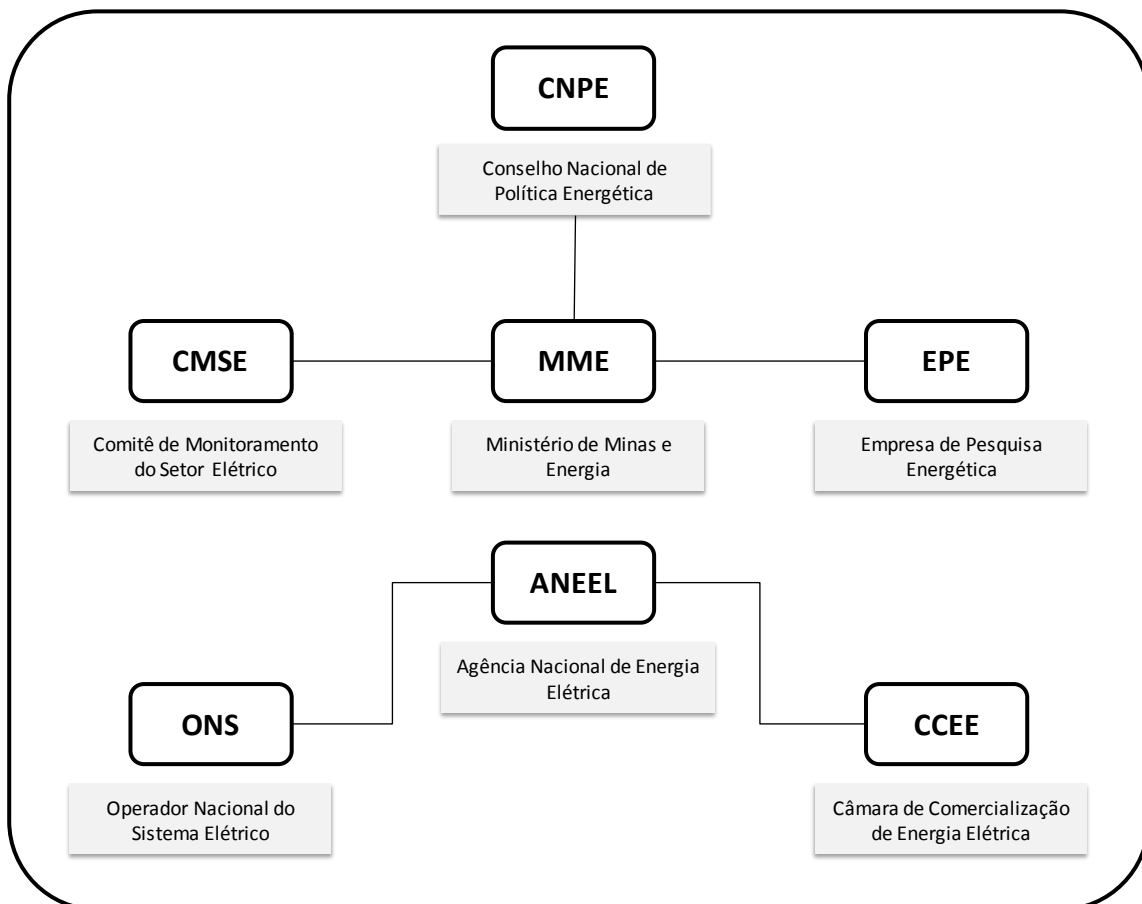 CNPE
Conselho Nacional de
Política Energética
CMSE
MME
EPE
Comitê de Monitoramento
do Setor Elétrico
Ministério de Minas e
Energia
Empresa de Pesquisa
Energética
ANEEL
Agência Nacional de Energia
Elétrica
ONS
CCEE
Operador Nacional do
Sistema Elétrico
Câmara de Comercialização
de Energia Elétrica